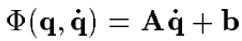 Φ(q, q̇) = Aq̇ + b